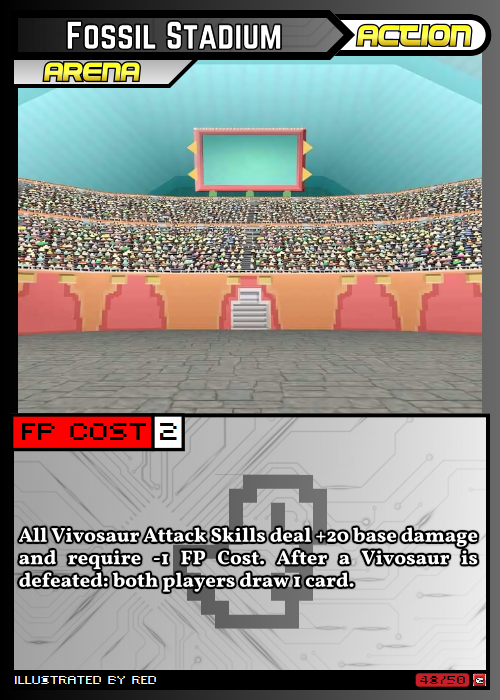 Fossil Stadium
ACTION
ARENA
FP COST 2
All Vivosaur Attack Skills deal +20 base damage
and require -1 FP Cost. After a Vivosaur is
defeated: both players draw 1 card.
ILLUSTRATED BY RED
48/50